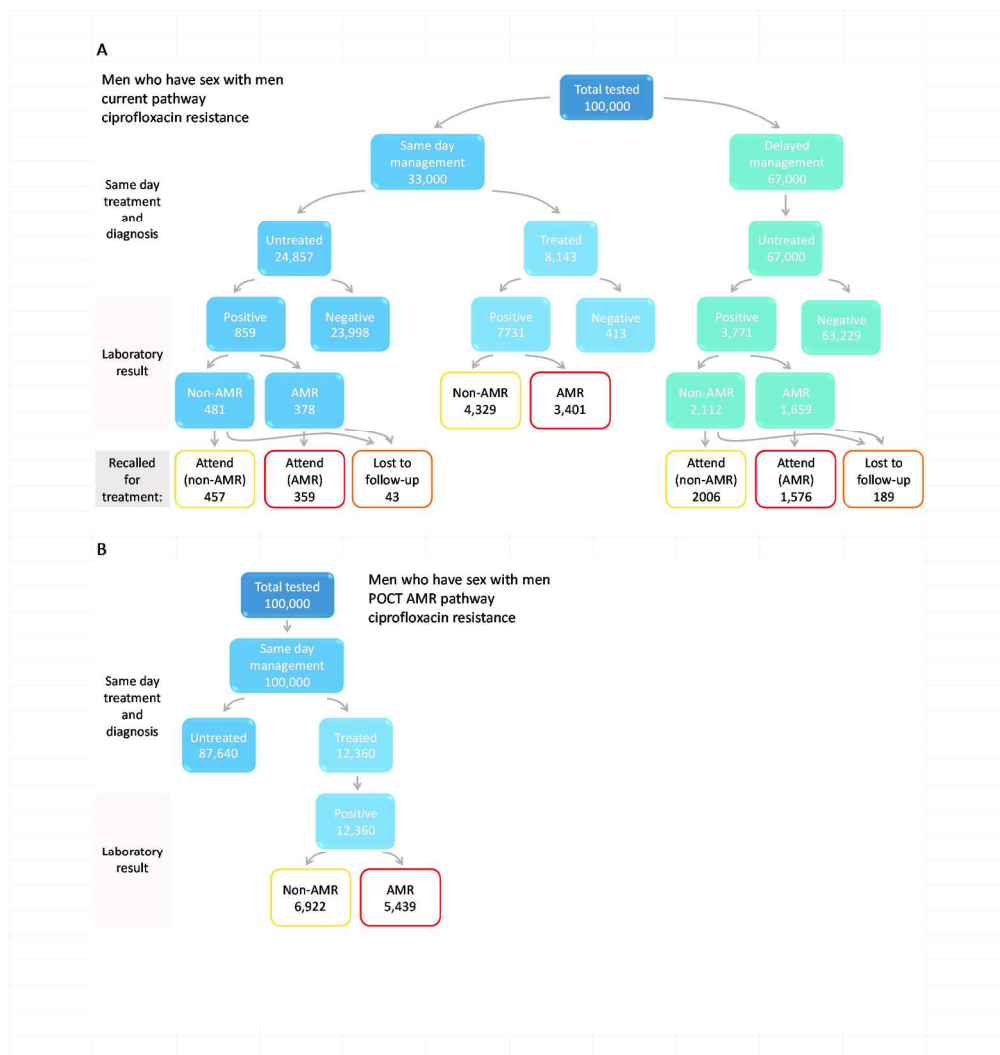 A
Men who have sex with men
current pathway
ciprofloxacin resistance
Total tested
100,000
Same day
management
33,000
Delayed
management
67,000
Same day
treatment
and
diagnosis
Untreated
24,857
Treated
8,143
Untreated
67,000
Laboratory
result
Positive
859
Negative
23,998
Positive
7731
Negative
413
Positive
3,771
Negative
63,229
Non-AMR
481
AMR
378
Non-AMR
4,329
AMR
3,401
Non-AMR
2,112
AMR
1,659
Recalled
for
treatment:
Attend
(non-AMR)
457
Attend
(AMR)
359
Lost to
follow-up
43
Attend
(non-AMR)
2006
Attend
(AMR)
1,576
Lost to
follow-up
189
B
Men who have sex with men
POCT AMR pathway
ciprofloxacin resistance
Total tested
100,000
Same day
management
100,000
Same day
treatment
and
diagnosis
Untreated
87,640
Treated
12,360
Laboratory
result
Positive
12,360
Non-AMR
6,922
AMR
5,439